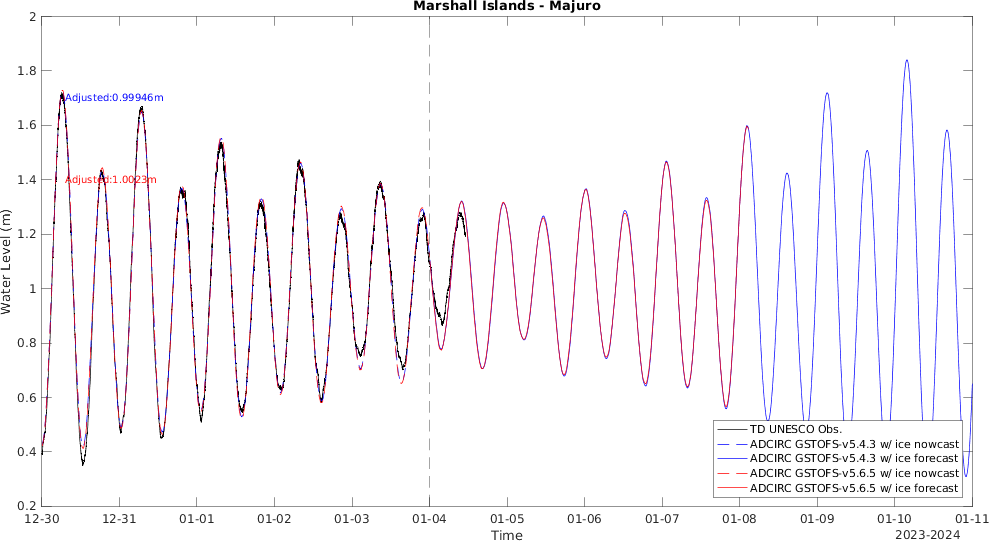 Marshall Islands - Majuro
2
1.8
1.6
1.4
1.2
1
0.8
0.6
0.4
0.2
Water Level (m)
Adjusted:0.99946m
Adjusted:1.0023m
TD UNESCO Obs.
ADCIRC GSTOFS-v5.4.3 w/ ice nowcast
ADCIRC GSTOFS-v5.4.3 w/ ice forecast
ADCIRC GSTOFS-v5.6.5 w/ ice nowcast
ADCIRC GSTOFS-v5.6.5 w/ ice forecast
12-30 12-31 01-01 01-02 01-03 01-04 01-05 01-06 01-07 01-08 01-09 01-10 01-11
Time
2023-2024